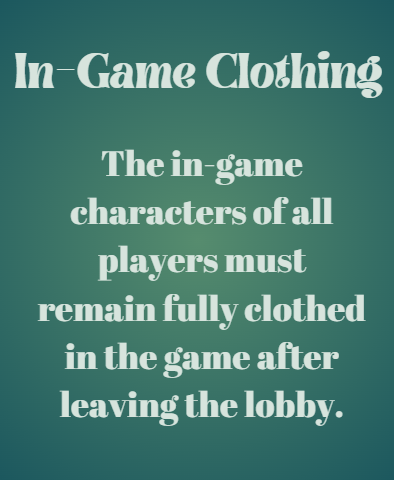 In-Game Clothing
The in-game
characters of all
players must
remain fully clothed
in the game after
leaving the lobby.